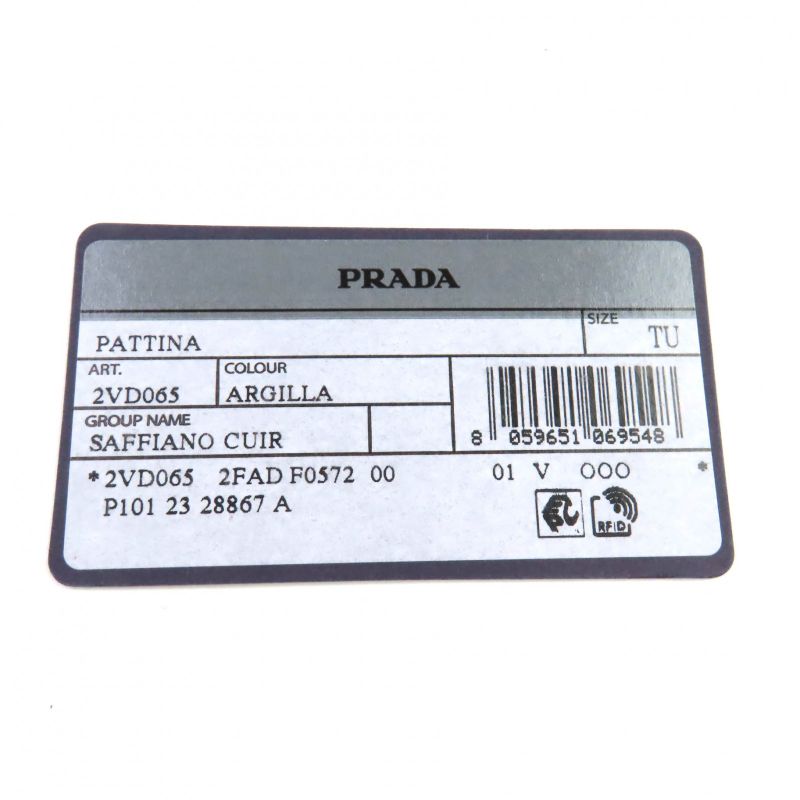 PRADA
PATTINA SIZE TU
ART. COLOUR
2VD065 ARGILLA
GROUP NAME
SAFFIANO CUIR
8 059651 069548
*2VD065 2FAD F0572 00 01 V OOO *
P101 23 28867 A
RFID